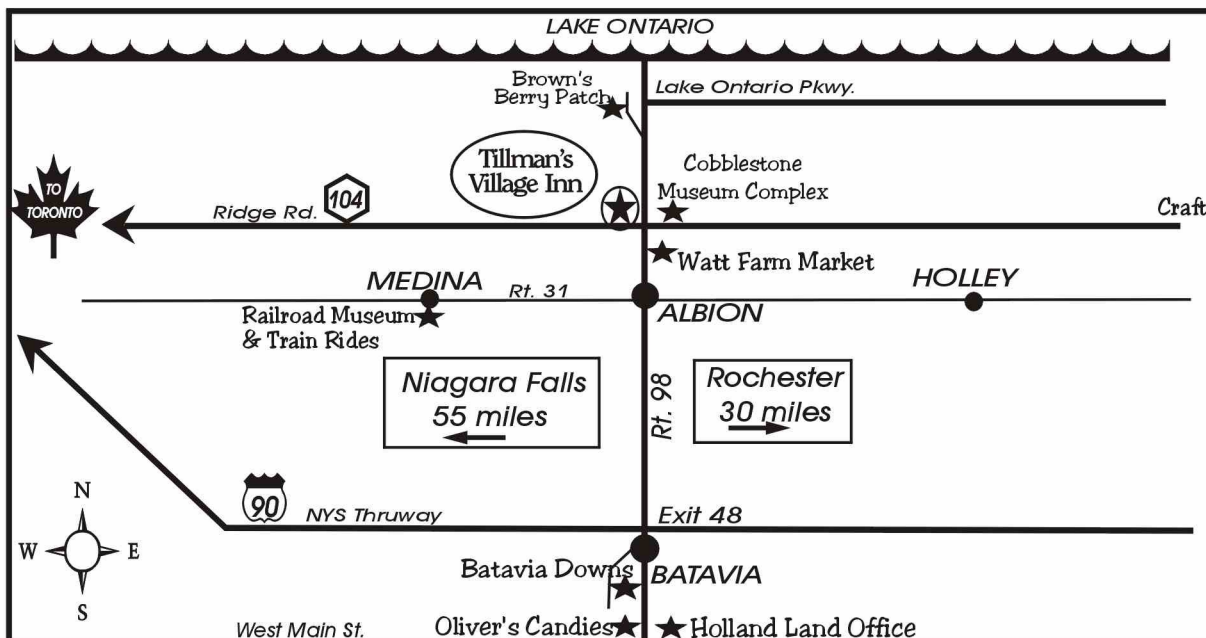 LAKE ONTARIO
Brown's
Berry Patch
Lake Ontario Pkwy.
Tillman's
Village Inn
Cobblestone
Museum Complex
TO
TORONTO
Ridge Rd.
104
Craft
Watt Farm Market
MEDINA
Rt. 31
HOLLEY
ALBION
Railroad Museum
& Train Rides
Niagara Falls
55 miles
Rt. 98
Rochester
30 miles
N
W E
S
90
NYS Thruway
Exit 48
Batavia Downs
BATAVIA
West Main St.
Oliver's Candies
Holland Land Office